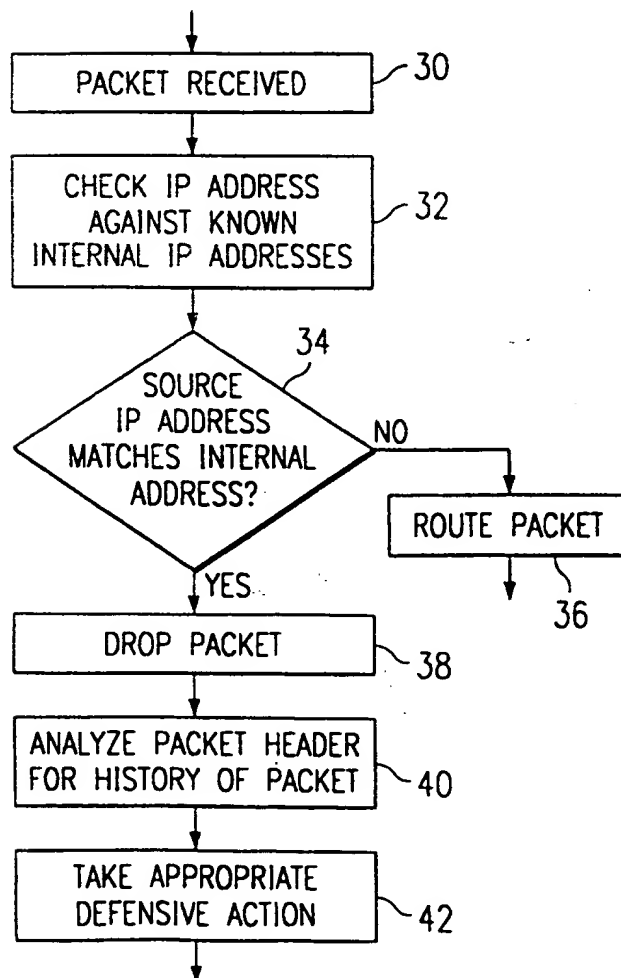 PACKET RECEIVED
30
CHECK IP ADDRESS
AGAINST KNOWN
INTERNAL IP ADDRESSES
32
34
SOURCE
IP ADDRESS
MATCHES INTERNAL
ADDRESS?
NO
ROUTE PACKET
36
YES
DROP PACKET
38
ANALYZE PACKET HEADER
FOR HISTORY OF PACKET
40
TAKE APPROPRIATE
DEFENSIVE ACTION
42